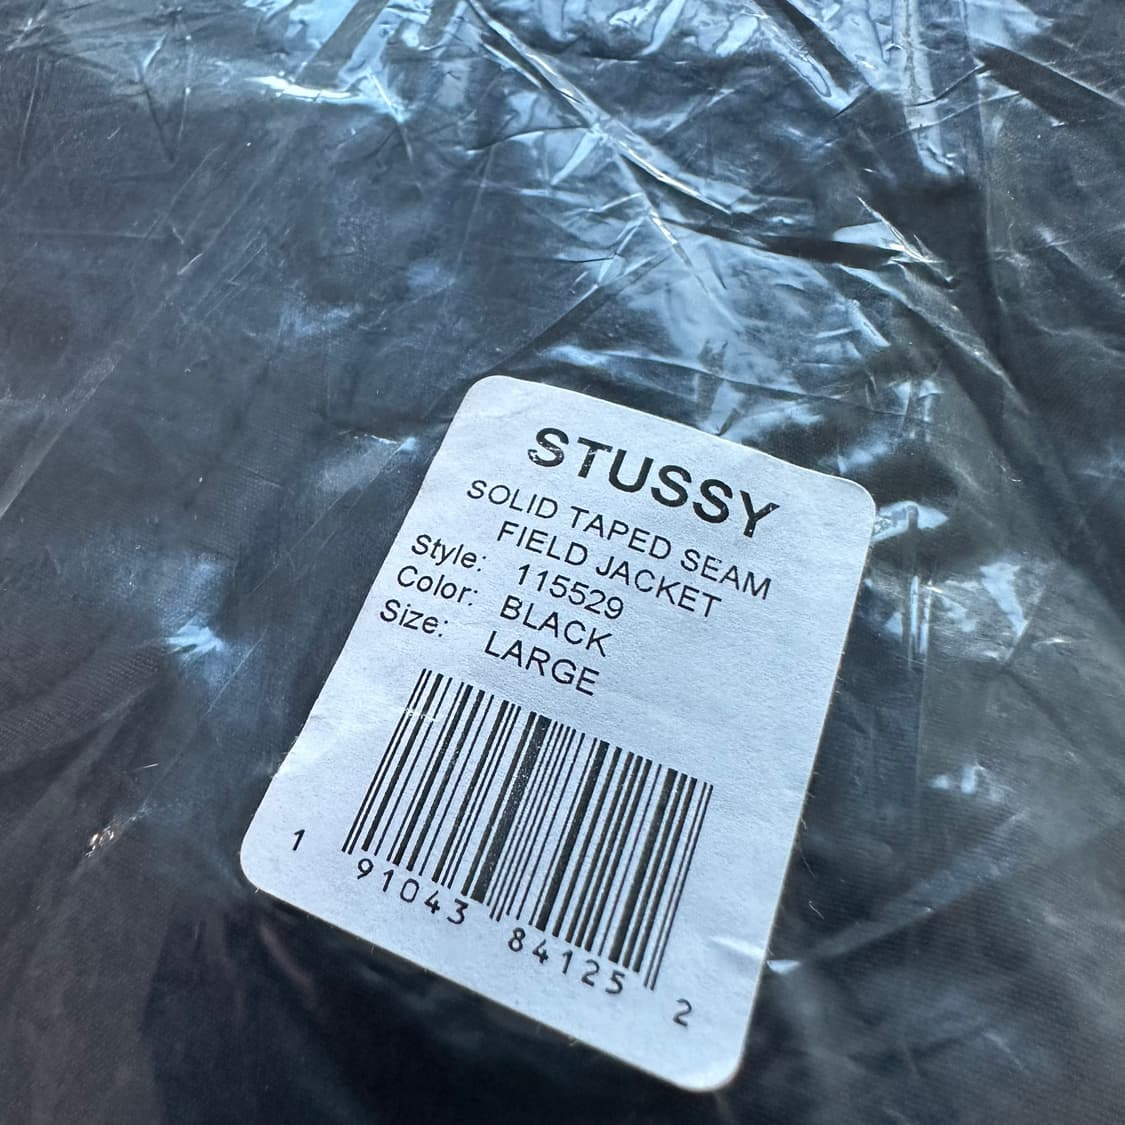 STUSSY
SOLID TAPED SEAM
FIELD JACKET
Style: 115529
Color: BLACK
Size: LARGE
1 91043 84125 2